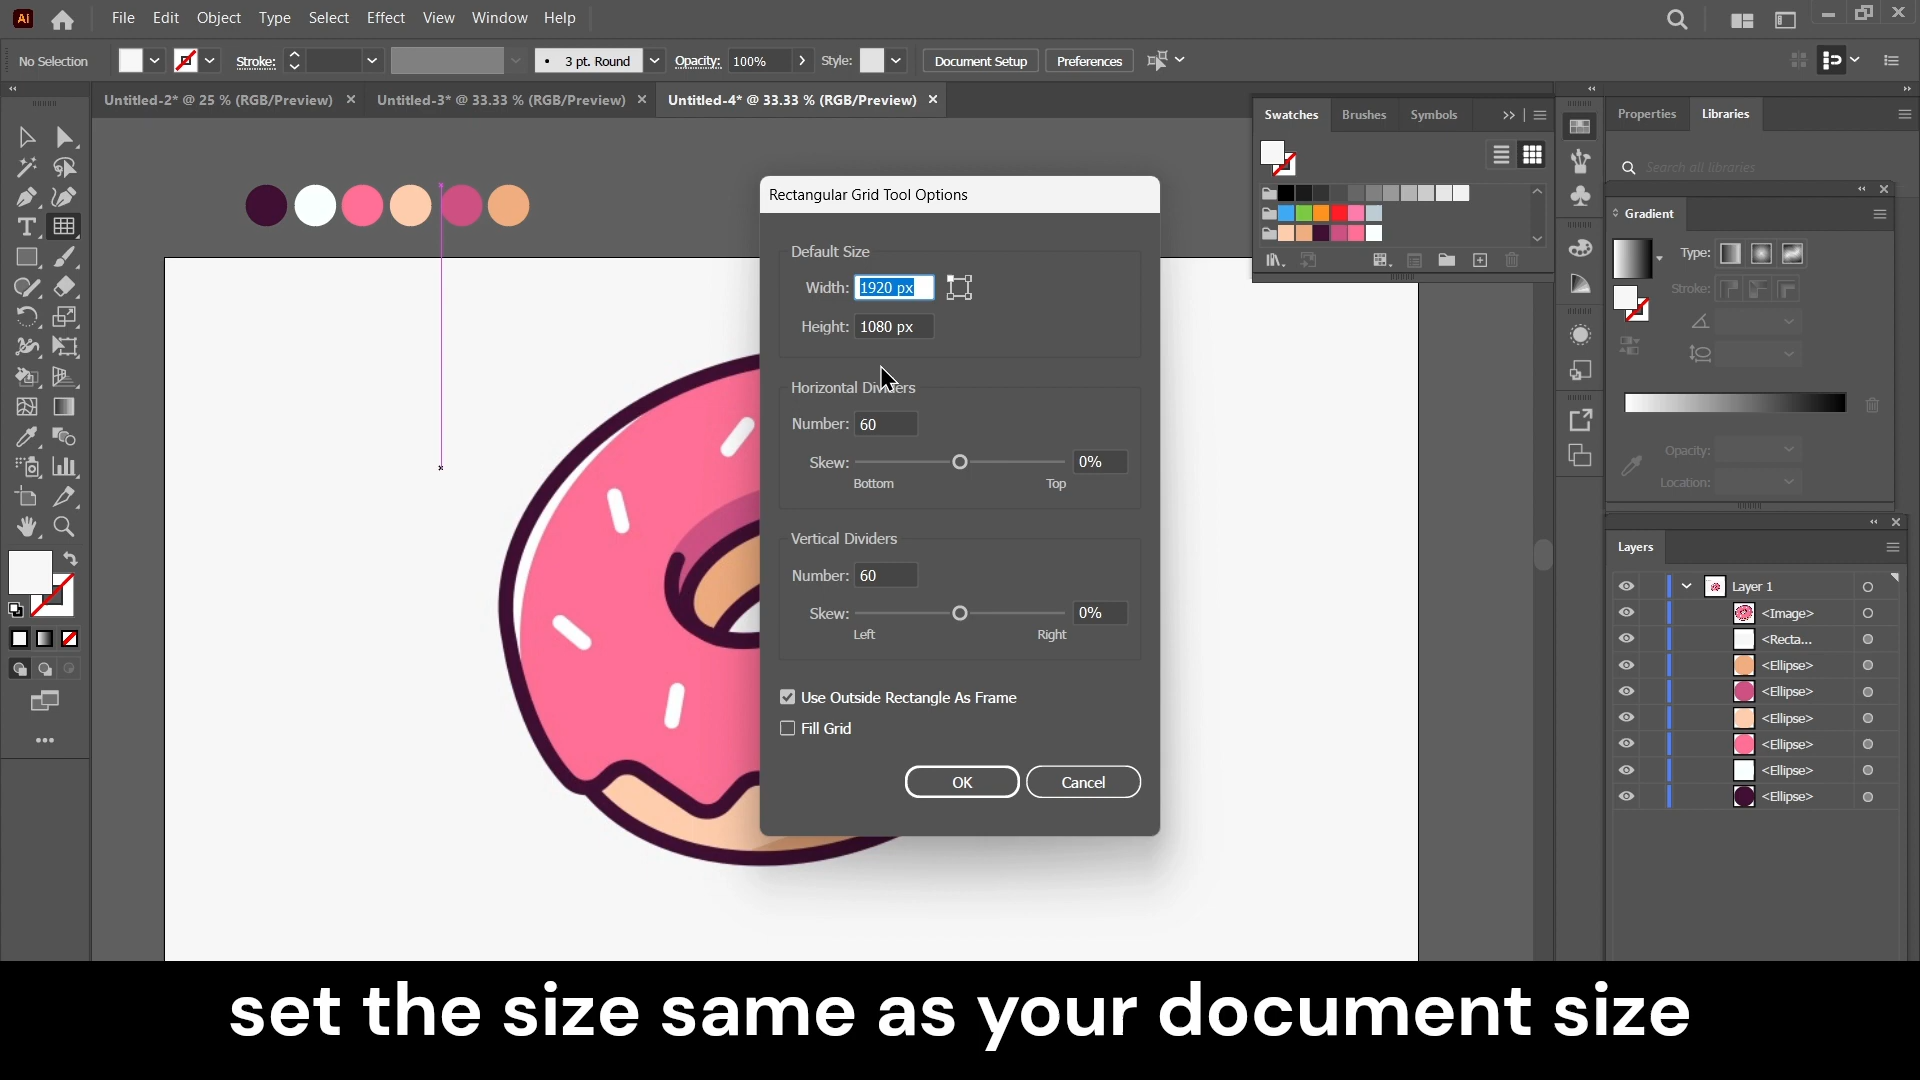 Ai File Edit Object Type Select Effect View Window Help
No Selection Stroke: 3 pt. Round Opacity: 100% Style: Document Setup Preferences
Untitled-2* @ 25 % (RGB/Preview) Untitled-3* @ 33.33 % (RGB/Preview) Untitled-4* @ 33.33 % (RGB/Preview)
Swatches Brushes Symbols
Properties Libraries
Search all libraries
Gradient
Type:
Stroke:
Opacity:
Location:
Rectangular Grid Tool Options
Default Size
Width: 1920 px
Height: 1080 px
Horizontal Dividers
Number: 60
Skew: 0%
Bottom Top
Vertical Dividers
Number: 60
Skew: 0%
Left Right
Use Outside Rectangle As Frame
Fill Grid
OK Cancel
Layers
Layer 1
<Image>
<Recta...
<Ellipse>
<Ellipse>
<Ellipse>
<Ellipse>
<Ellipse>
<Ellipse>
set the size same as your document size